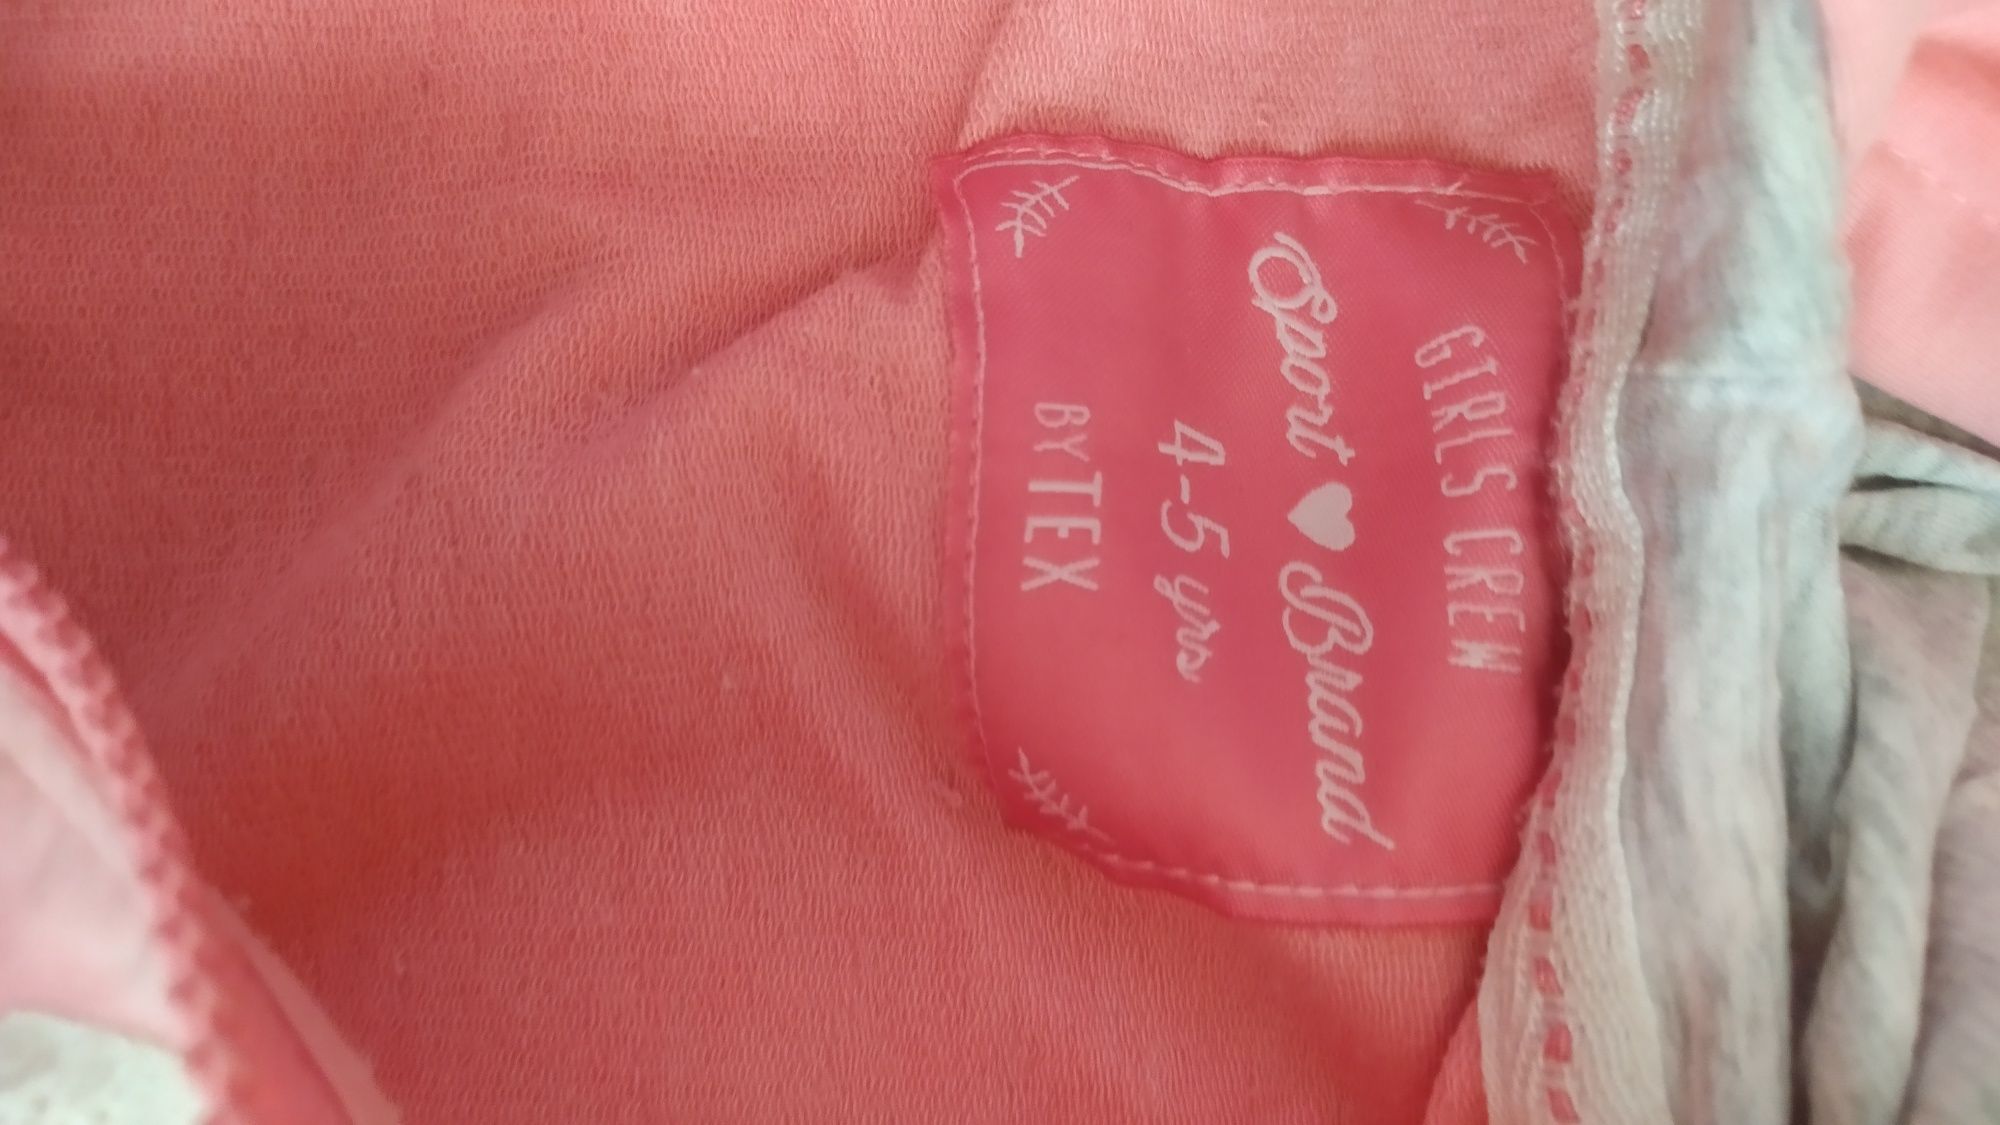 GIRLS CREW
Sport Brand
4-5 yrs
BY TEX